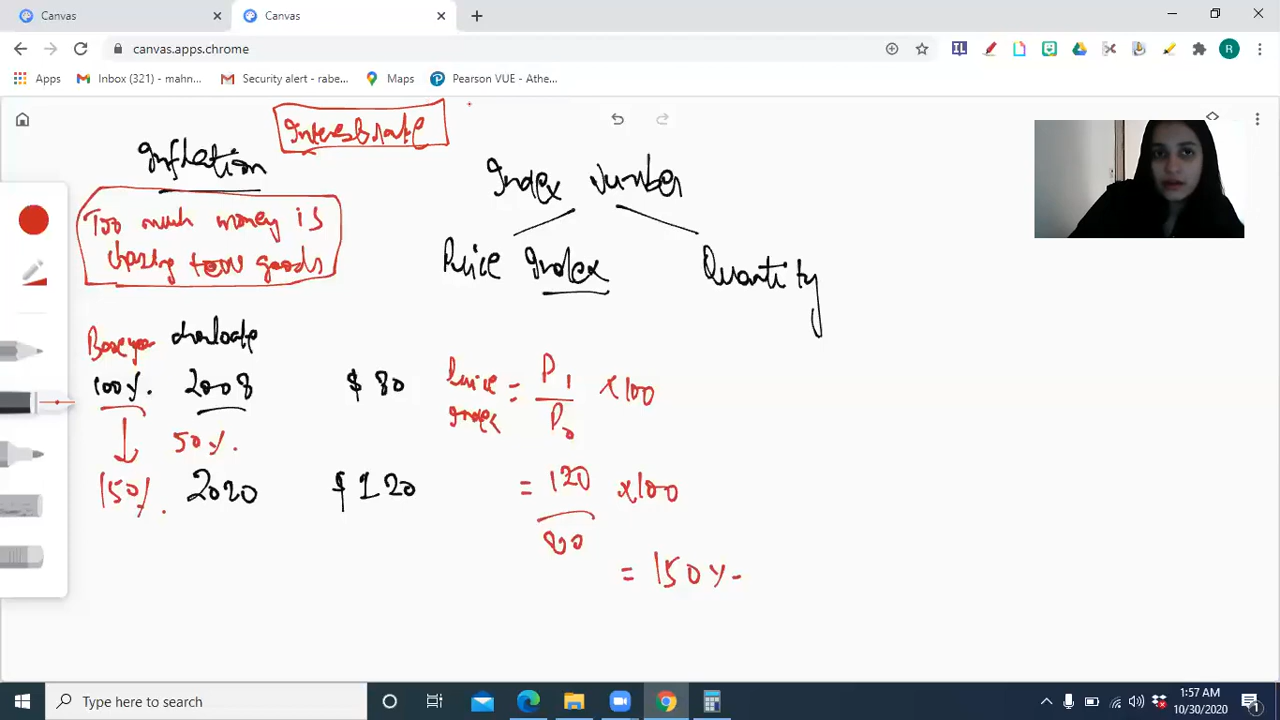 Canvas
Canvas
canvas.apps.chrome
Apps
Inbox (321) - mahn...
Security alert - rabe...
Maps
Pearson VUE - Athe...
R
Interest rate
Inflation
Too much money is
chasing few goods
Index Number
Price Index
Quantity
Base year chocolate
100%. 2008 $ 80
50%.
150%. 2020 $ 120
Price Index = P1/P0 x100
= 120/80 x100
= 150%.
Type here to search
1:57 AM
10/30/2020
1